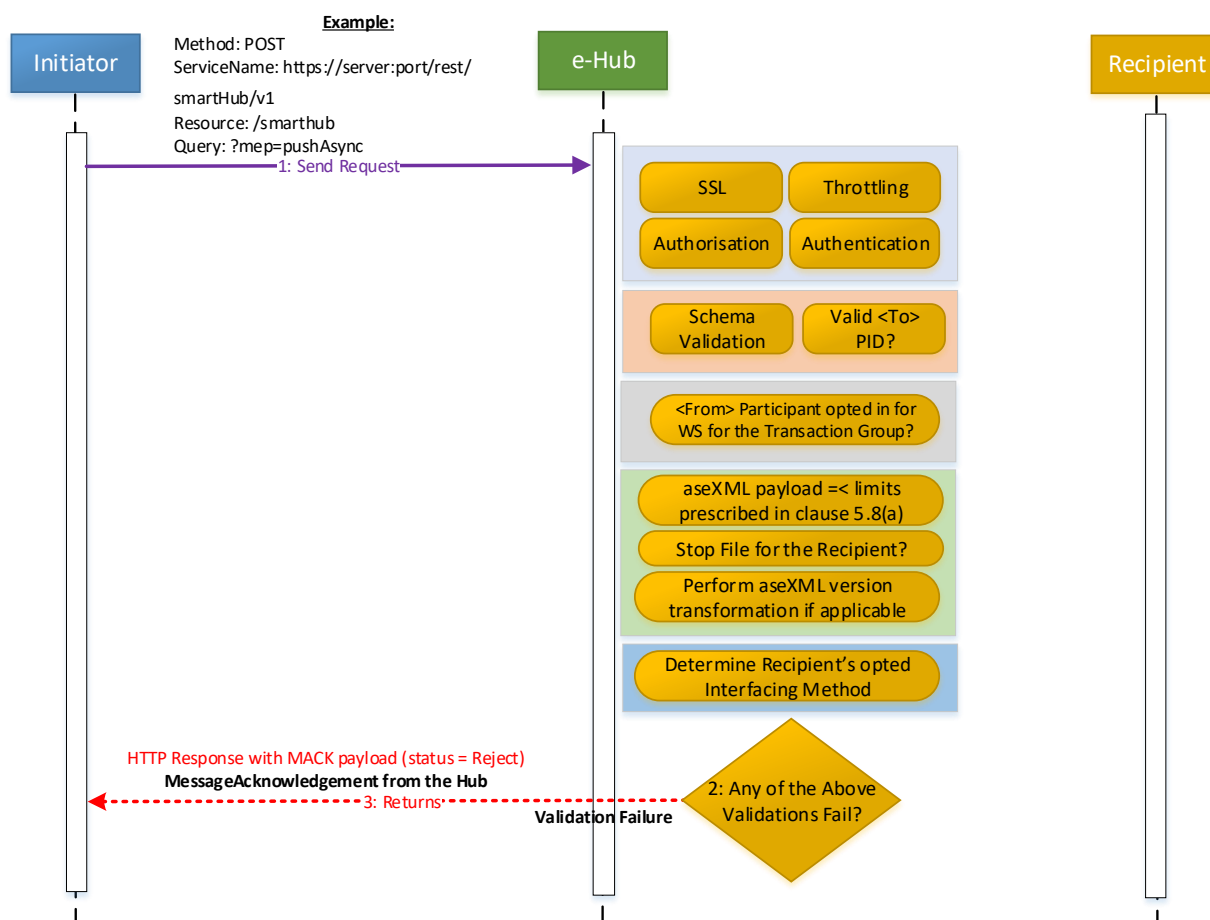 Example:
Method: POST
ServiceName: https://server:port/rest/
smartHub/v1
Resource: /smarthub
Query: ?mep=pushAsync
Initiator
e-Hub
Recipient
1: Send Request
SSL
Throttling
Authorisation
Authentication
Schema
Validation
Valid <To>
PID?
<From> Participant opted in for
WS for the Transaction Group?
aseXML payload =< limits
prescribed in clause 5.8(a)
Stop File for the Recipient?
Perform aseXML version
transformation if applicable
Determine Recipient’s opted
Interfacing Method
HTTP Response with MACK payload (status = Reject)
MessageAcknowledgement from the Hub
3: Returns
Validation Failure
2: Any of the Above
Validations Fail?